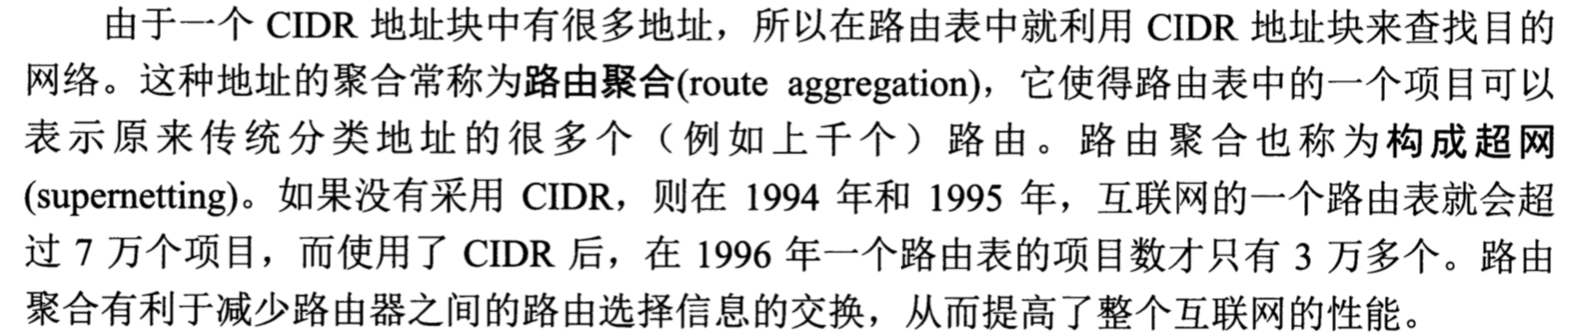 由于一个 CIDR 地址块中有很多地址，所以在路由表中就利用 CIDR 地址块来查找目的
网络。这种地址的聚合常称为路由聚合(route aggregation)，它使得路由表中的一个项目可以
表示原来传统分类地址的很多个（例如上千个）路由。路由聚合也称为构成超网
(supernetting)。如果没有采用 CIDR，则在 1994 年和 1995 年，互联网的一个路由表就会超
过 7 万个项目，而使用了 CIDR 后，在 1996 年一个路由表的项目数才只有 3 万多个。路由
聚合有利于减少路由器之间的路由选择信息的交换，从而提高了整个互联网的性能。